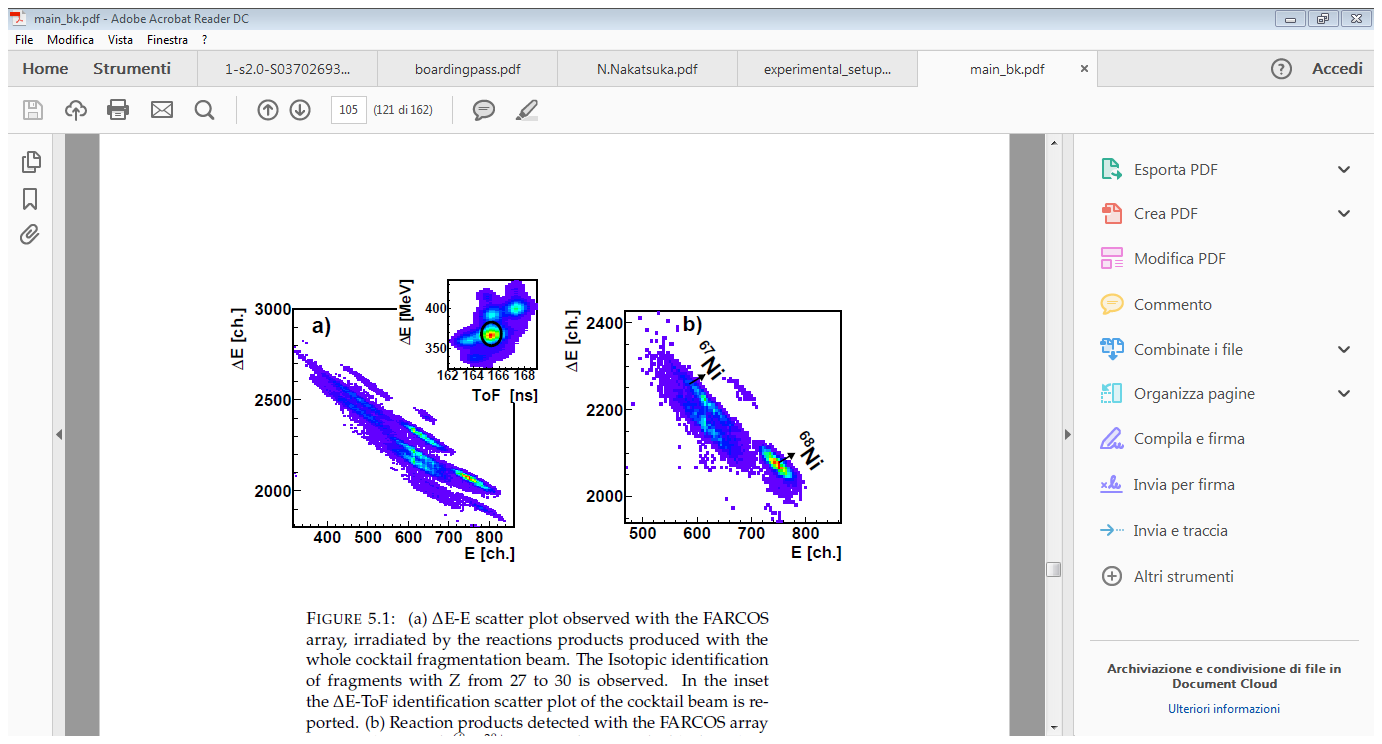 main_bk.pdf - Adobe Acrobat Reader DC
File Modifica Vista Finestra ?
Home Strumenti 1-s2.0-S03702693... boardingpass.pdf N.Nakatsuka.pdf experimental_setup... main_bk.pdf × ? Accedi
105 (121 di 162)
Esporta PDF
Crea PDF
Modifica PDF
Commento
Combinate i file
Organizza pagine
Compila e firma
Invia per firma
Invia e traccia
Altri strumenti
Archiviazione e condivisione di file in
Document Cloud
Ulteriori informazioni
a)
ΔE [ch.]
3000
2500
2000
400 500 600 700 800
E [ch.]
ΔE [MeV]
400
350
162 164 166 168
ToF [ns]
b)
ΔE [ch.]
2400
2200
2000
67Ni
68Ni
500 600 700 800
E [ch.]
FIGURE 5.1: (a) ΔE-E scatter plot observed with the FARCOS
array, irradiated by the reactions products produced with the
whole cocktail fragmentation beam. The Isotopic identification
of fragments with Z from 27 to 30 is observed. In the inset
the ΔE-ToF identification scatter plot of the cocktail beam is re-
ported. (b) Reaction products detected with the FARCOS array